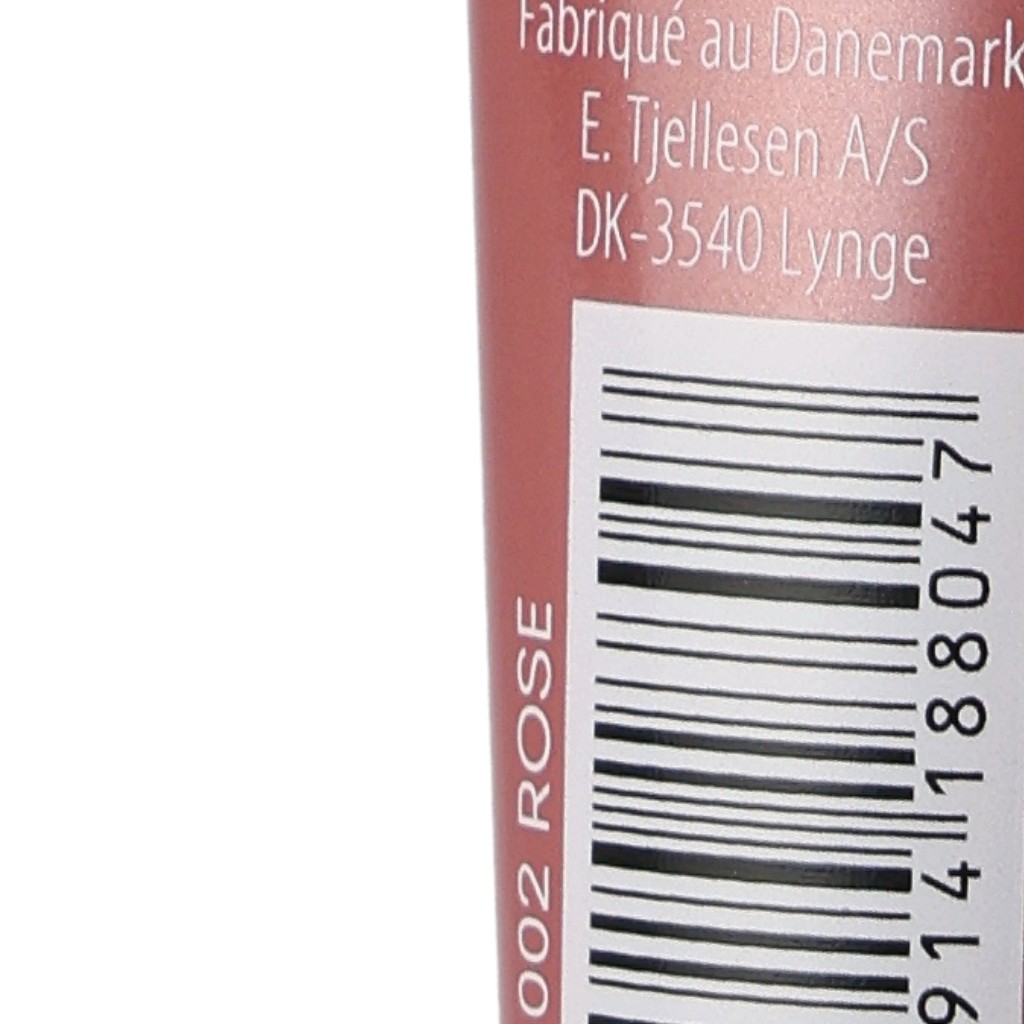 Fabriqué au Danemark
E. Tjellesen A/S
DK-3540 Lynge
002 ROSE
914188047